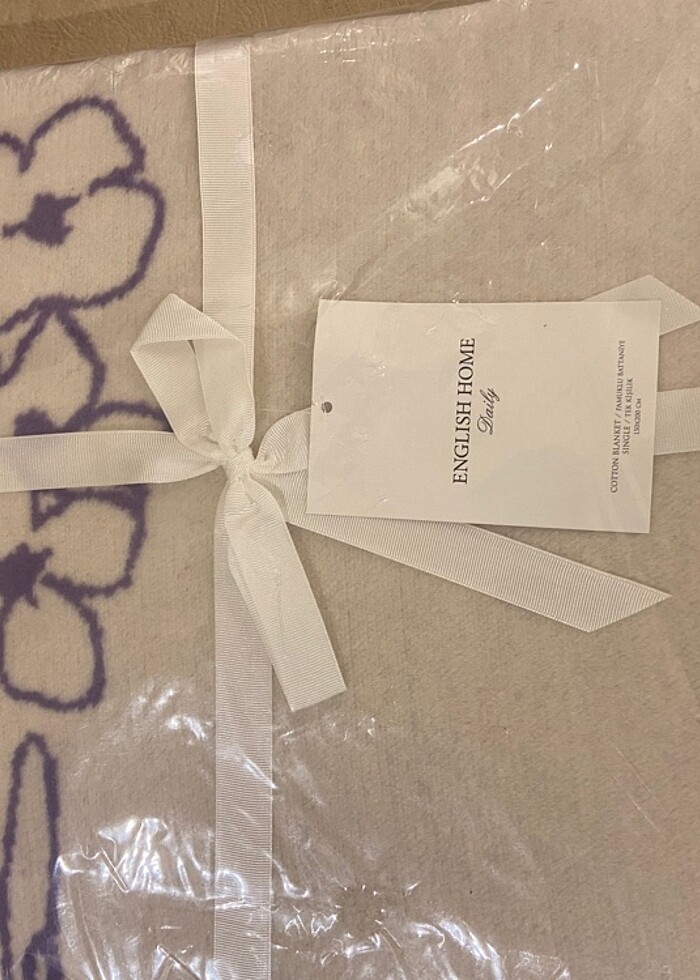 ENGLISH HOME
Daily
COTTON BLANKET / PAMUKLU BATTANİYE
SINGLE / TEK KİŞİLİK
150X200 CM